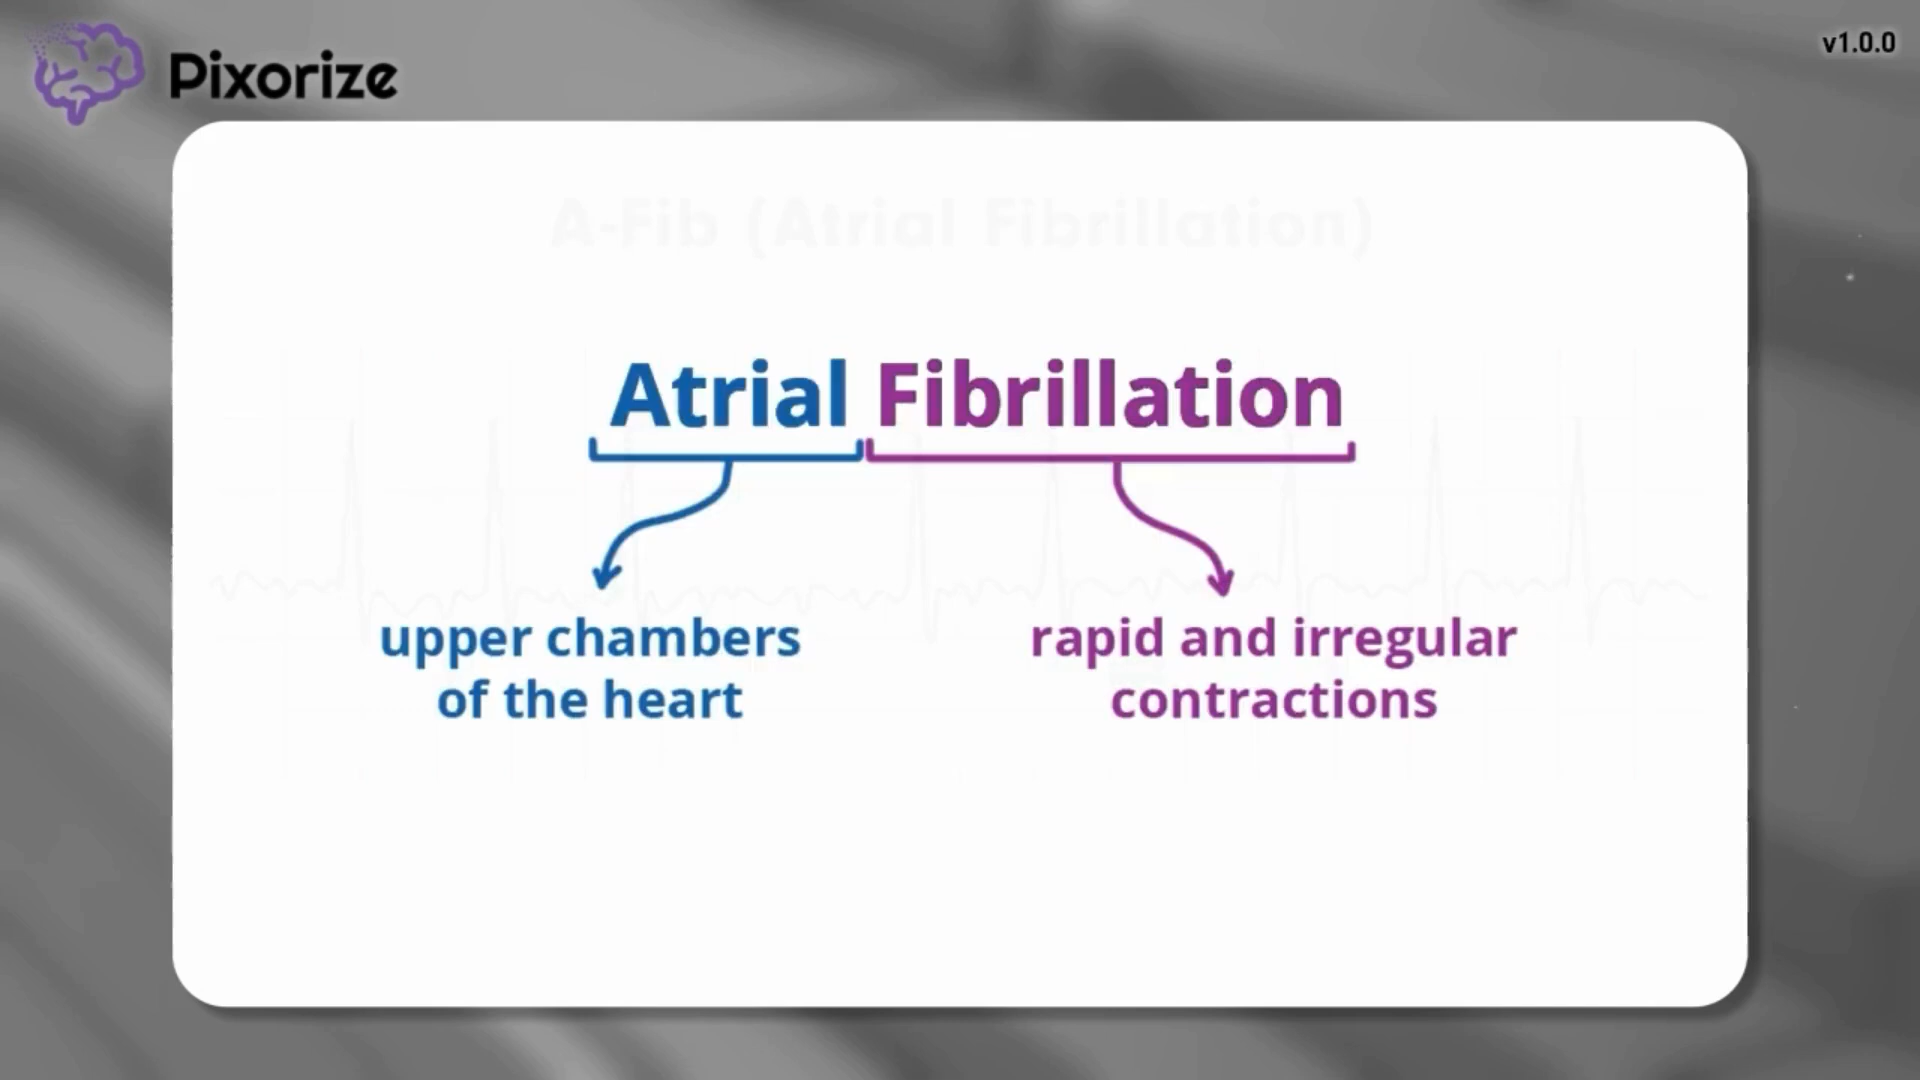 Pixorize
v1.0.0
A-Fib (Atrial Fibrillation)
Atrial Fibrillation
upper chambers
of the heart
rapid and irregular
contractions